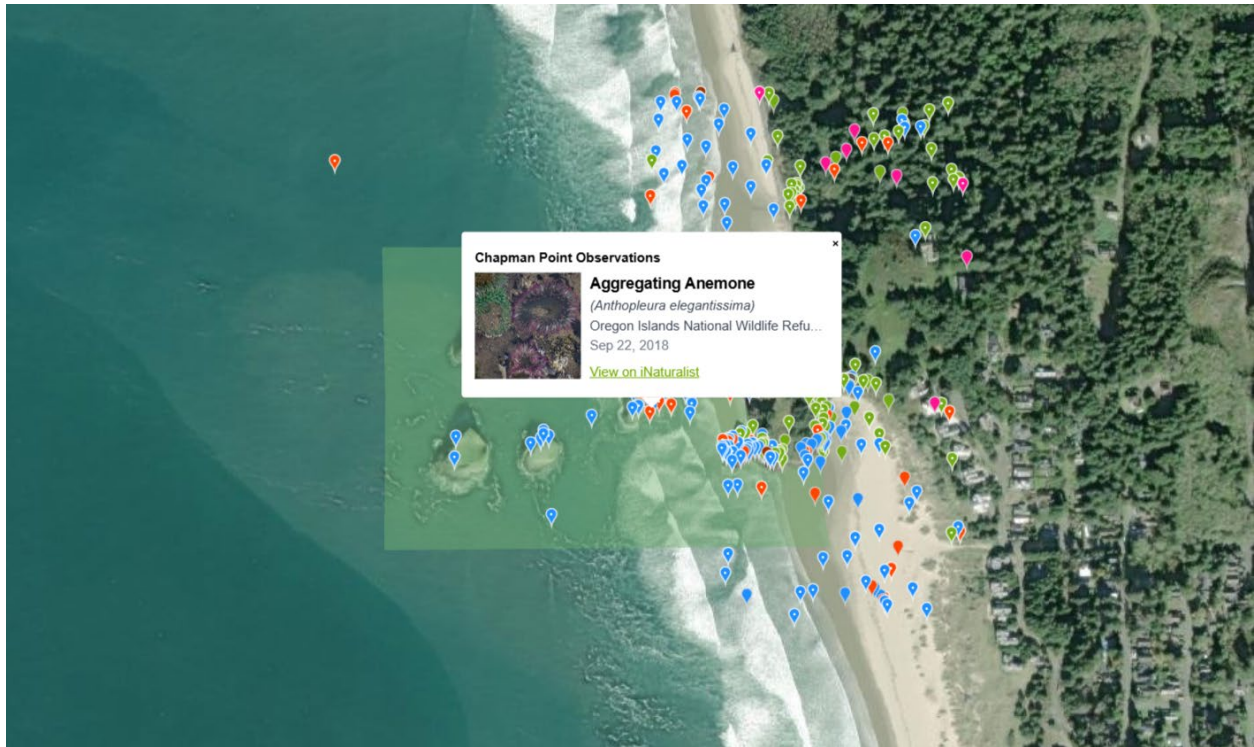 ×
Chapman Point Observations
Aggregating Anemone
(Anthopleura elegantissima)
Oregon Islands National Wildlife Refu...
Sep 22, 2018
View on iNaturalist